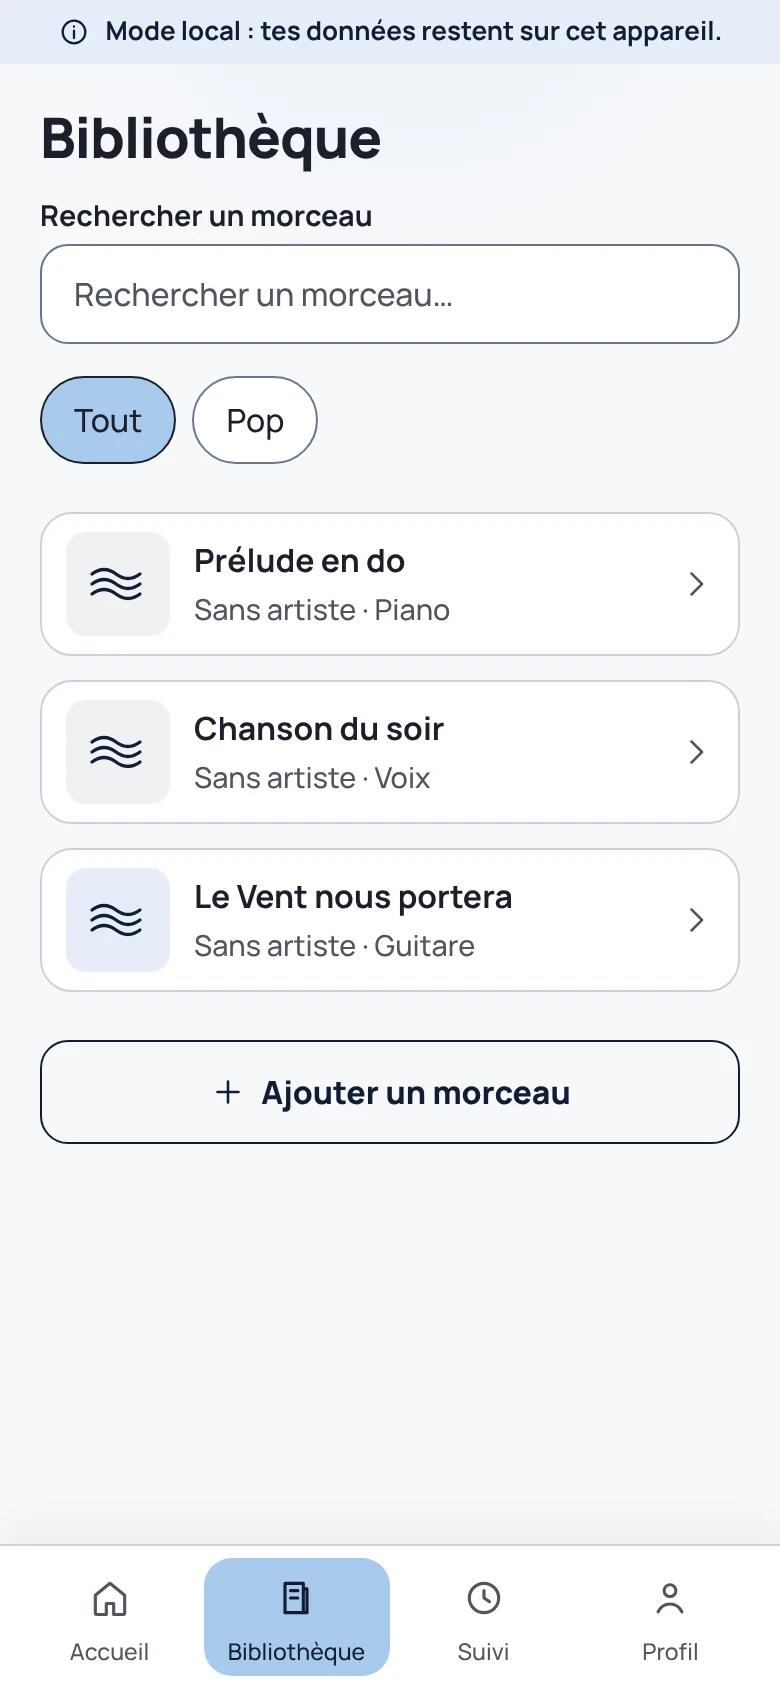 Mode local : tes données restent sur cet appareil.
Bibliothèque
Rechercher un morceau
Rechercher un morceau…
Tout
Pop
Prélude en do
Sans artiste · Piano
Chanson du soir
Sans artiste · Voix
Le Vent nous portera
Sans artiste · Guitare
Ajouter un morceau
Accueil
Bibliothèque
Suivi
Profil